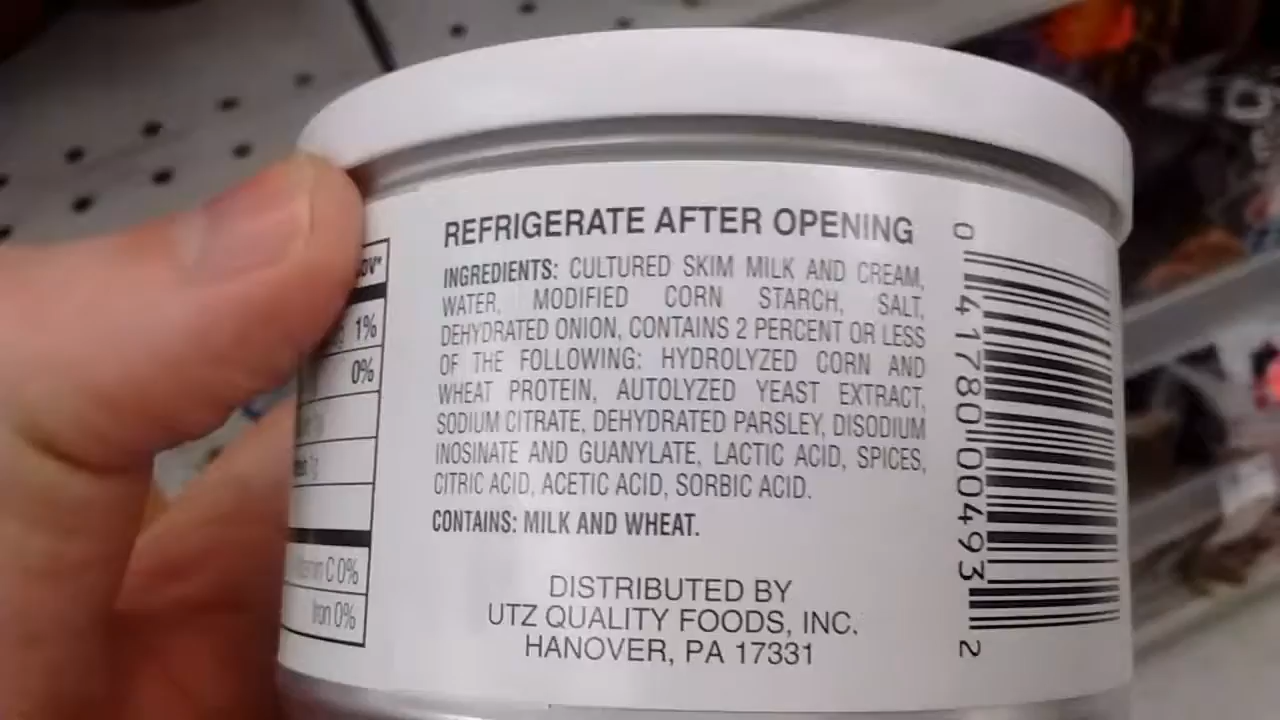 REFRIGERATE AFTER OPENING
INGREDIENTS: CULTURED SKIM MILK AND CREAM,
WATER, MODIFIED CORN STARCH, SALT,
DEHYDRATED ONION, CONTAINS 2 PERCENT OR LESS
OF THE FOLLOWING: HYDROLYZED CORN AND
WHEAT PROTEIN, AUTOLYZED YEAST EXTRACT,
SODIUM CITRATE, DEHYDRATED PARSLEY, DISODIUM
INOSINATE AND GUANYLATE, LACTIC ACID, SPICES,
CITRIC ACID, ACETIC ACID, SORBIC ACID.
CONTAINS: MILK AND WHEAT.
DISTRIBUTED BY
UTZ QUALITY FOODS, INC.
HANOVER, PA 17331
1%
0%
C 0%
Iron 0%
0 41780 00493 2